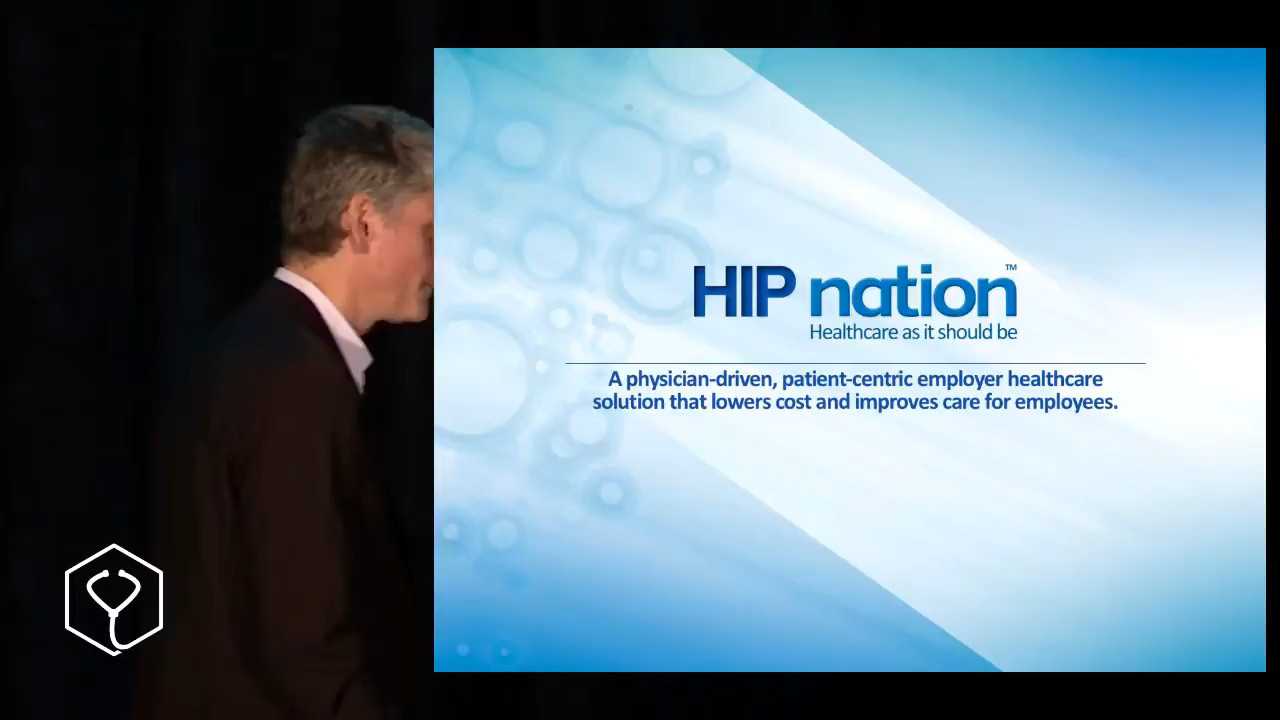 HIP nation™
Healthcare as it should be
A physician-driven, patient-centric employer healthcare
solution that lowers cost and improves care for employees.